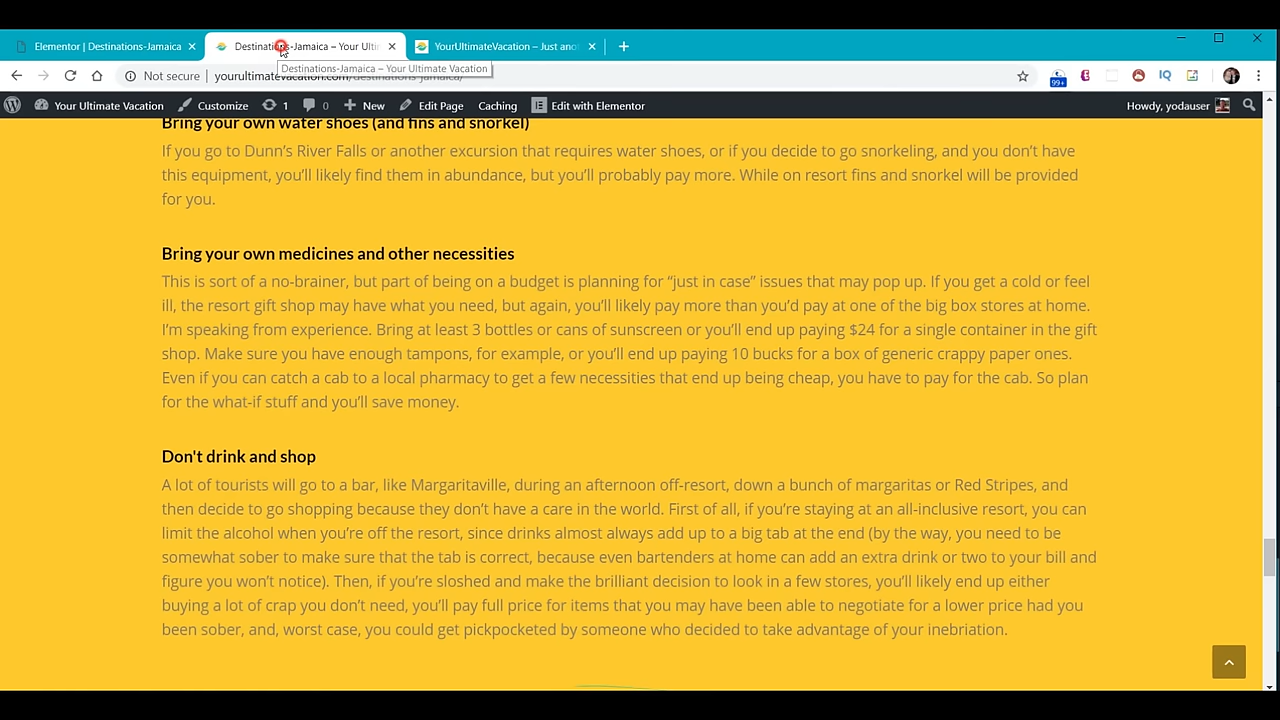 Elementor | Destinations-Jamaica
Destinations-Jamaica – Your Ulti
YourUltimateVacation – Just ano
Destinations-Jamaica – Your Ultimate Vacation
Not secure
yourultimatevacation.com/destinations-jamaica/
99+
IQ
Your Ultimate Vacation
Customize
1
0
New
Edit Page
Caching
Edit with Elementor
Howdy, yodauser
Bring your own water shoes (and fins and snorkel)
If you go to Dunn's River Falls or another excursion that requires water shoes, or if you decide to go snorkeling, and you don't have
this equipment, you'll likely find them in abundance, but you'll probably pay more. While on resort fins and snorkel will be provided
for you.
Bring your own medicines and other necessities
This is sort of a no-brainer, but part of being on a budget is planning for "just in case" issues that may pop up. If you get a cold or feel
ill, the resort gift shop may have what you need, but again, you'll likely pay more than you'd pay at one of the big box stores at home.
I'm speaking from experience. Bring at least 3 bottles or cans of sunscreen or you'll end up paying $24 for a single container in the gift
shop. Make sure you have enough tampons, for example, or you'll end up paying 10 bucks for a box of generic crappy paper ones.
Even if you can catch a cab to a local pharmacy to get a few necessities that end up being cheap, you have to pay for the cab. So plan
for the what-if stuff and you'll save money.
Don't drink and shop
A lot of tourists will go to a bar, like Margaritaville, during an afternoon off-resort, down a bunch of margaritas or Red Stripes, and
then decide to go shopping because they don't have a care in the world. First of all, if you're staying at an all-inclusive resort, you can
limit the alcohol when you're off the resort, since drinks almost always add up to a big tab at the end (by the way, you need to be
somewhat sober to make sure that the tab is correct, because even bartenders at home can add an extra drink or two to your bill and
figure you won't notice). Then, if you're sloshed and make the brilliant decision to look in a few stores, you'll likely end up either
buying a lot of crap you don't need, you'll pay full price for items that you may have been able to negotiate for a lower price had you
been sober, and, worst case, you could get pickpocketed by someone who decided to take advantage of your inebriation.